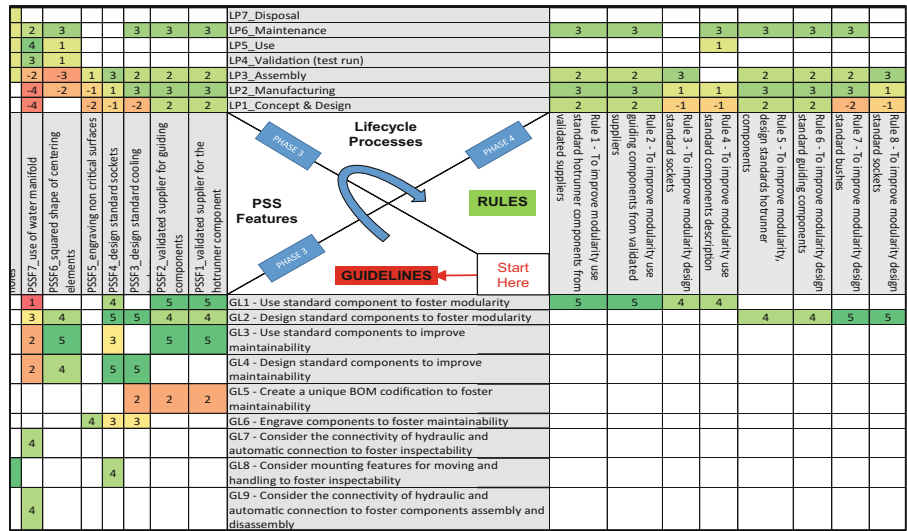 LP7_Disposal
2 3 3 3 3 LP6_Maintenance 3 3 3 3 3
4 1 LP5_Use 1
3 1 LP4_Validation (test run)
-2 -3 1 3 2 2 2 LP3_Assembly 2 2 3 2 2 2 3
-4 -2 -1 1 3 3 3 LP2_Manufacturing 3 3 1 1 3 3 3 1
-4 -2 -1 -2 2 2 LP1_Concept & Design 2 2 -1 -1 2 2 -2 -1
PSSF7_use of water manifold
PSSF6_squared shape of centering
elements
PSSF5_engraving non critical surfaces
PSSF4_design standard sockets
PSSF3_design standard cooling
PSSF2_validated supplier for guiding
components
PSSF1_validated supplier for the
hotrunner component
Lifecycle
Processes
PHASE 3
PHASE 4
PSS
Features
RULES
PHASE 3
GUIDELINES
Start
Here
Rule 1 - To improve modularity use
standard hotrunner components from
validated suppliers
Rule 2 - To improve modularity use
guiding components from validated
suppliers
Rule 3 - To improve modularity design
standard sockets
Rule 4 - To improve modularity use
standard components description
Rule 5 - To improve modularity,
design standards hotrunner
components
Rule 6 - To improve modularity design
standard guiding components
Rule 7 - To improve modularity design
standard bushes
Rule 8 - To improve modularity design
standard sockets
1 4 5 5 GL1 - Use standard component to foster modularity 5 5 4 4
3 4 5 5 4 4 GL2 - Design standard components to foster modularity 4 4 5 5
2 5 3 5 5 GL3 - Use standard components to improve
maintainability
2 4 5 5 GL4 - Design standard components to improve
maintainability
2 2 2 GL5 - Create a unique BOM codification to foster
maintainability
4 3 3 GL6 - Engrave components to foster maintainability
4 GL7 - Consider the connectivity of hydraulic and
automatic connection to foster inspectability
4 GL8 - Consider mounting features for moving and
handling to foster inspectability
4 GL9 - Consider the connectivity of hydraulic and
automatic connection to foster components assembly and
disassembly